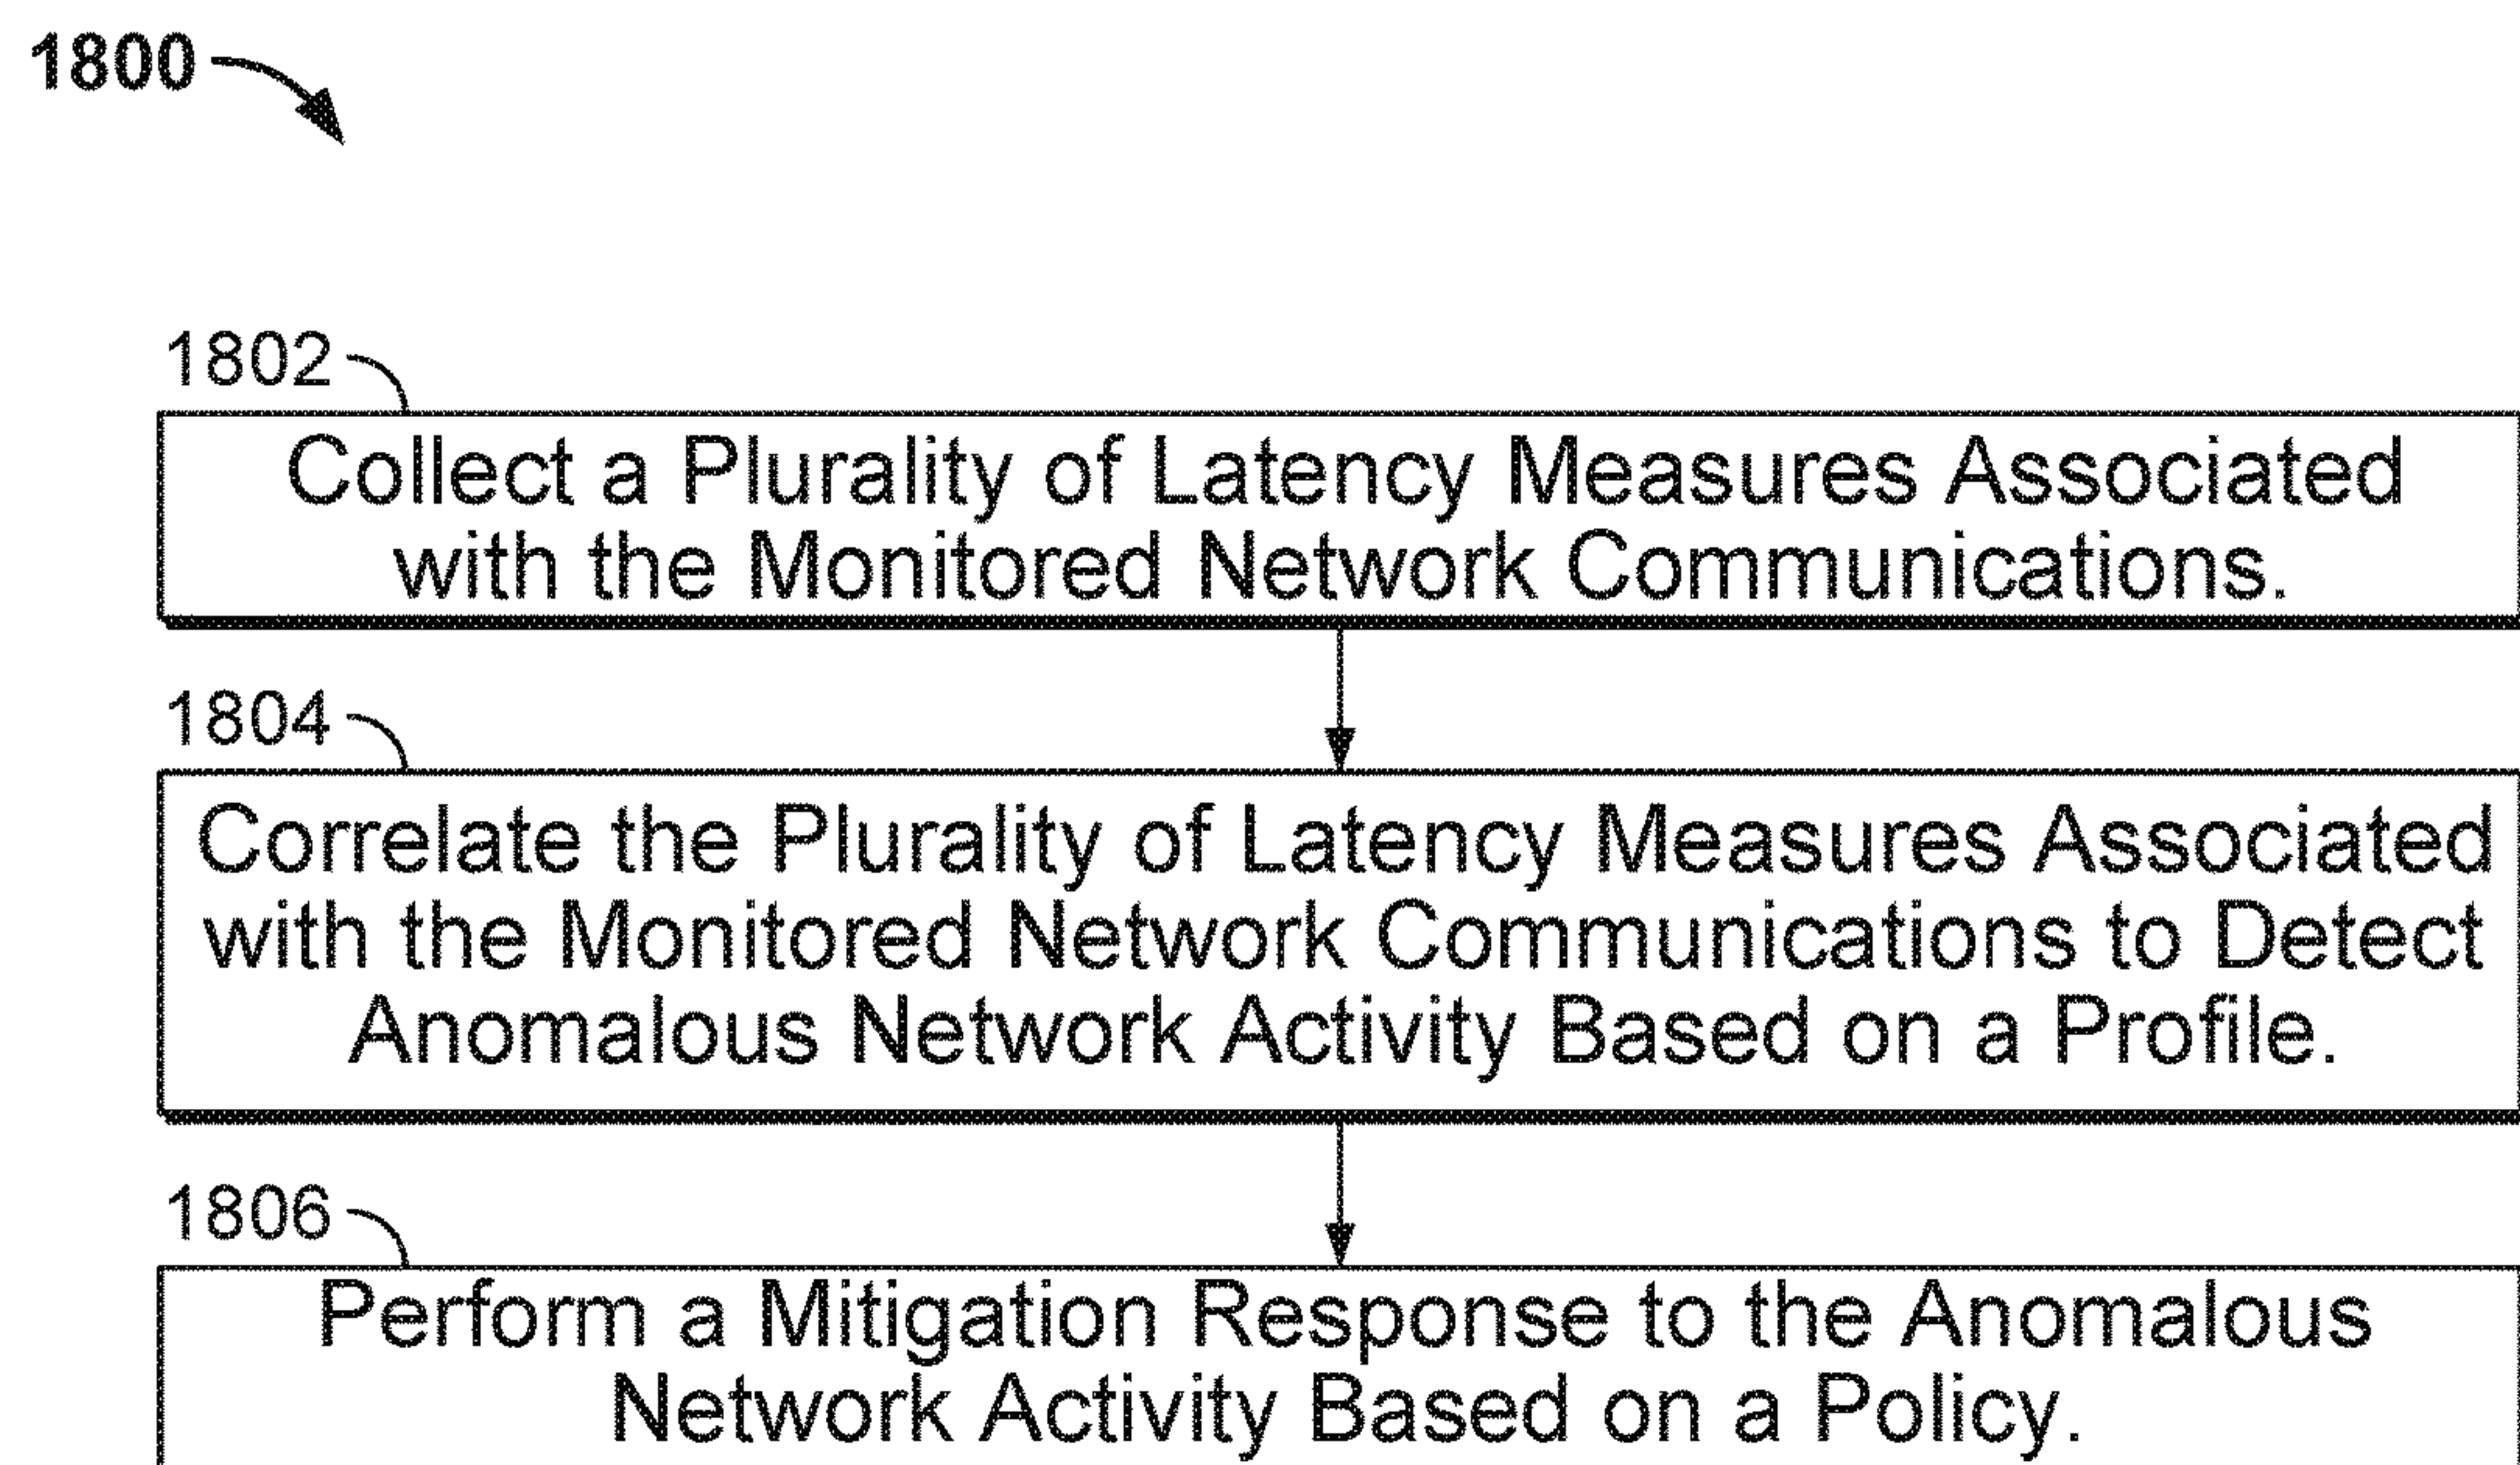 1800
1802
Collect a Plurality of Latency Measures Associated
with the Monitored Network Communications.
1804
Correlate the Plurality of Latency Measures Associated
with the Monitored Network Communications to Detect
Anomalous Network Activity Based on a Profile.
1806
Perform a Mitigation Response to the Anomalous
Network Activity Based on a Policy.